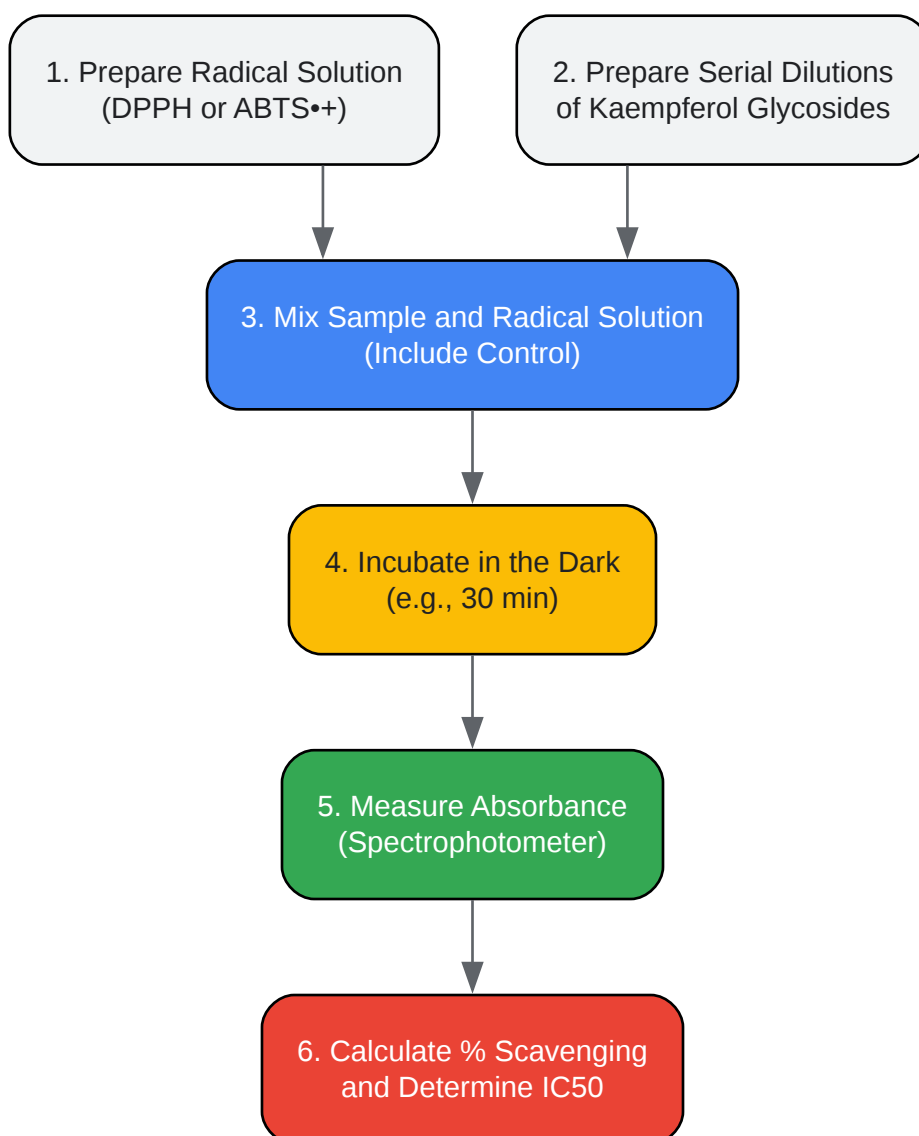 1. Prepare Radical Solution
(DPPH or ABTS•+)
2. Prepare Serial Dilutions
of Kaempferol Glycosides
3. Mix Sample and Radical Solution
(Include Control)
4. Incubate in the Dark
(e.g., 30 min)
5. Measure Absorbance
(Spectrophotometer)
6. Calculate % Scavenging
and Determine IC50